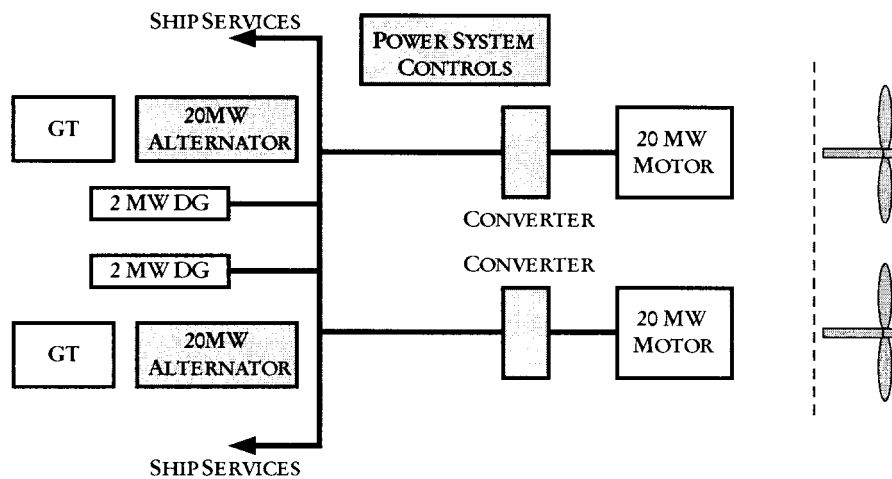 SHIP SERVICES
POWER SYSTEM
CONTROLS
GT
20MW
ALTERNATOR
20 MW
MOTOR
2 MW DG
CONVERTER
2 MW DG
CONVERTER
GT
20MW
ALTERNATOR
20 MW
MOTOR
SHIP SERVICES